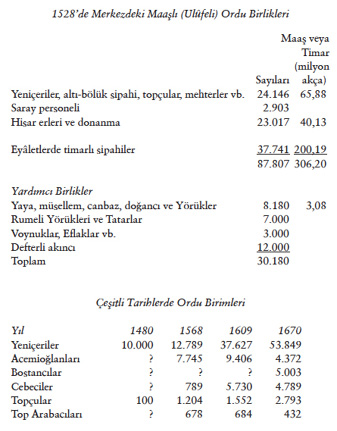 1528'de Merkezdeki Maaşlı (Ulûfeli) Ordu Birlikleri
Maaş veya
Timar
(milyon
Sayıları akça)
Yeniçeriler, altı-bölük sipahi, topçular, mehterler vb. 24.146 65,88
Saray personeli 2.903
Hisar erleri ve donanma 23.017 40,13
Eyâletlerde timarlı sipahiler 37.741 200,19
87.807 306,20
Yardımcı Birlikler
Yaya, müsellem, canbaz, doğancı ve Yörükler 8.180 3,08
Rumeli Yörükleri ve Tatarlar 7.000
Voynuklar, Eflaklar vb. 3.000
Defterli akıncı 12.000
Toplam 30.180
Çeşitli Tarihlerde Ordu Birimleri
Yıl 1480 1568 1609 1670
Yeniçeriler 10.000 12.789 37.627 53.849
Acemioğlanları ? 7.745 9.406 4.372
Bostancılar ? ? ? 5.003
Cebeciler ? 789 5.730 4.789
Topçular 100 1.204 1.552 2.793
Top Arabacıları ? 678 684 432